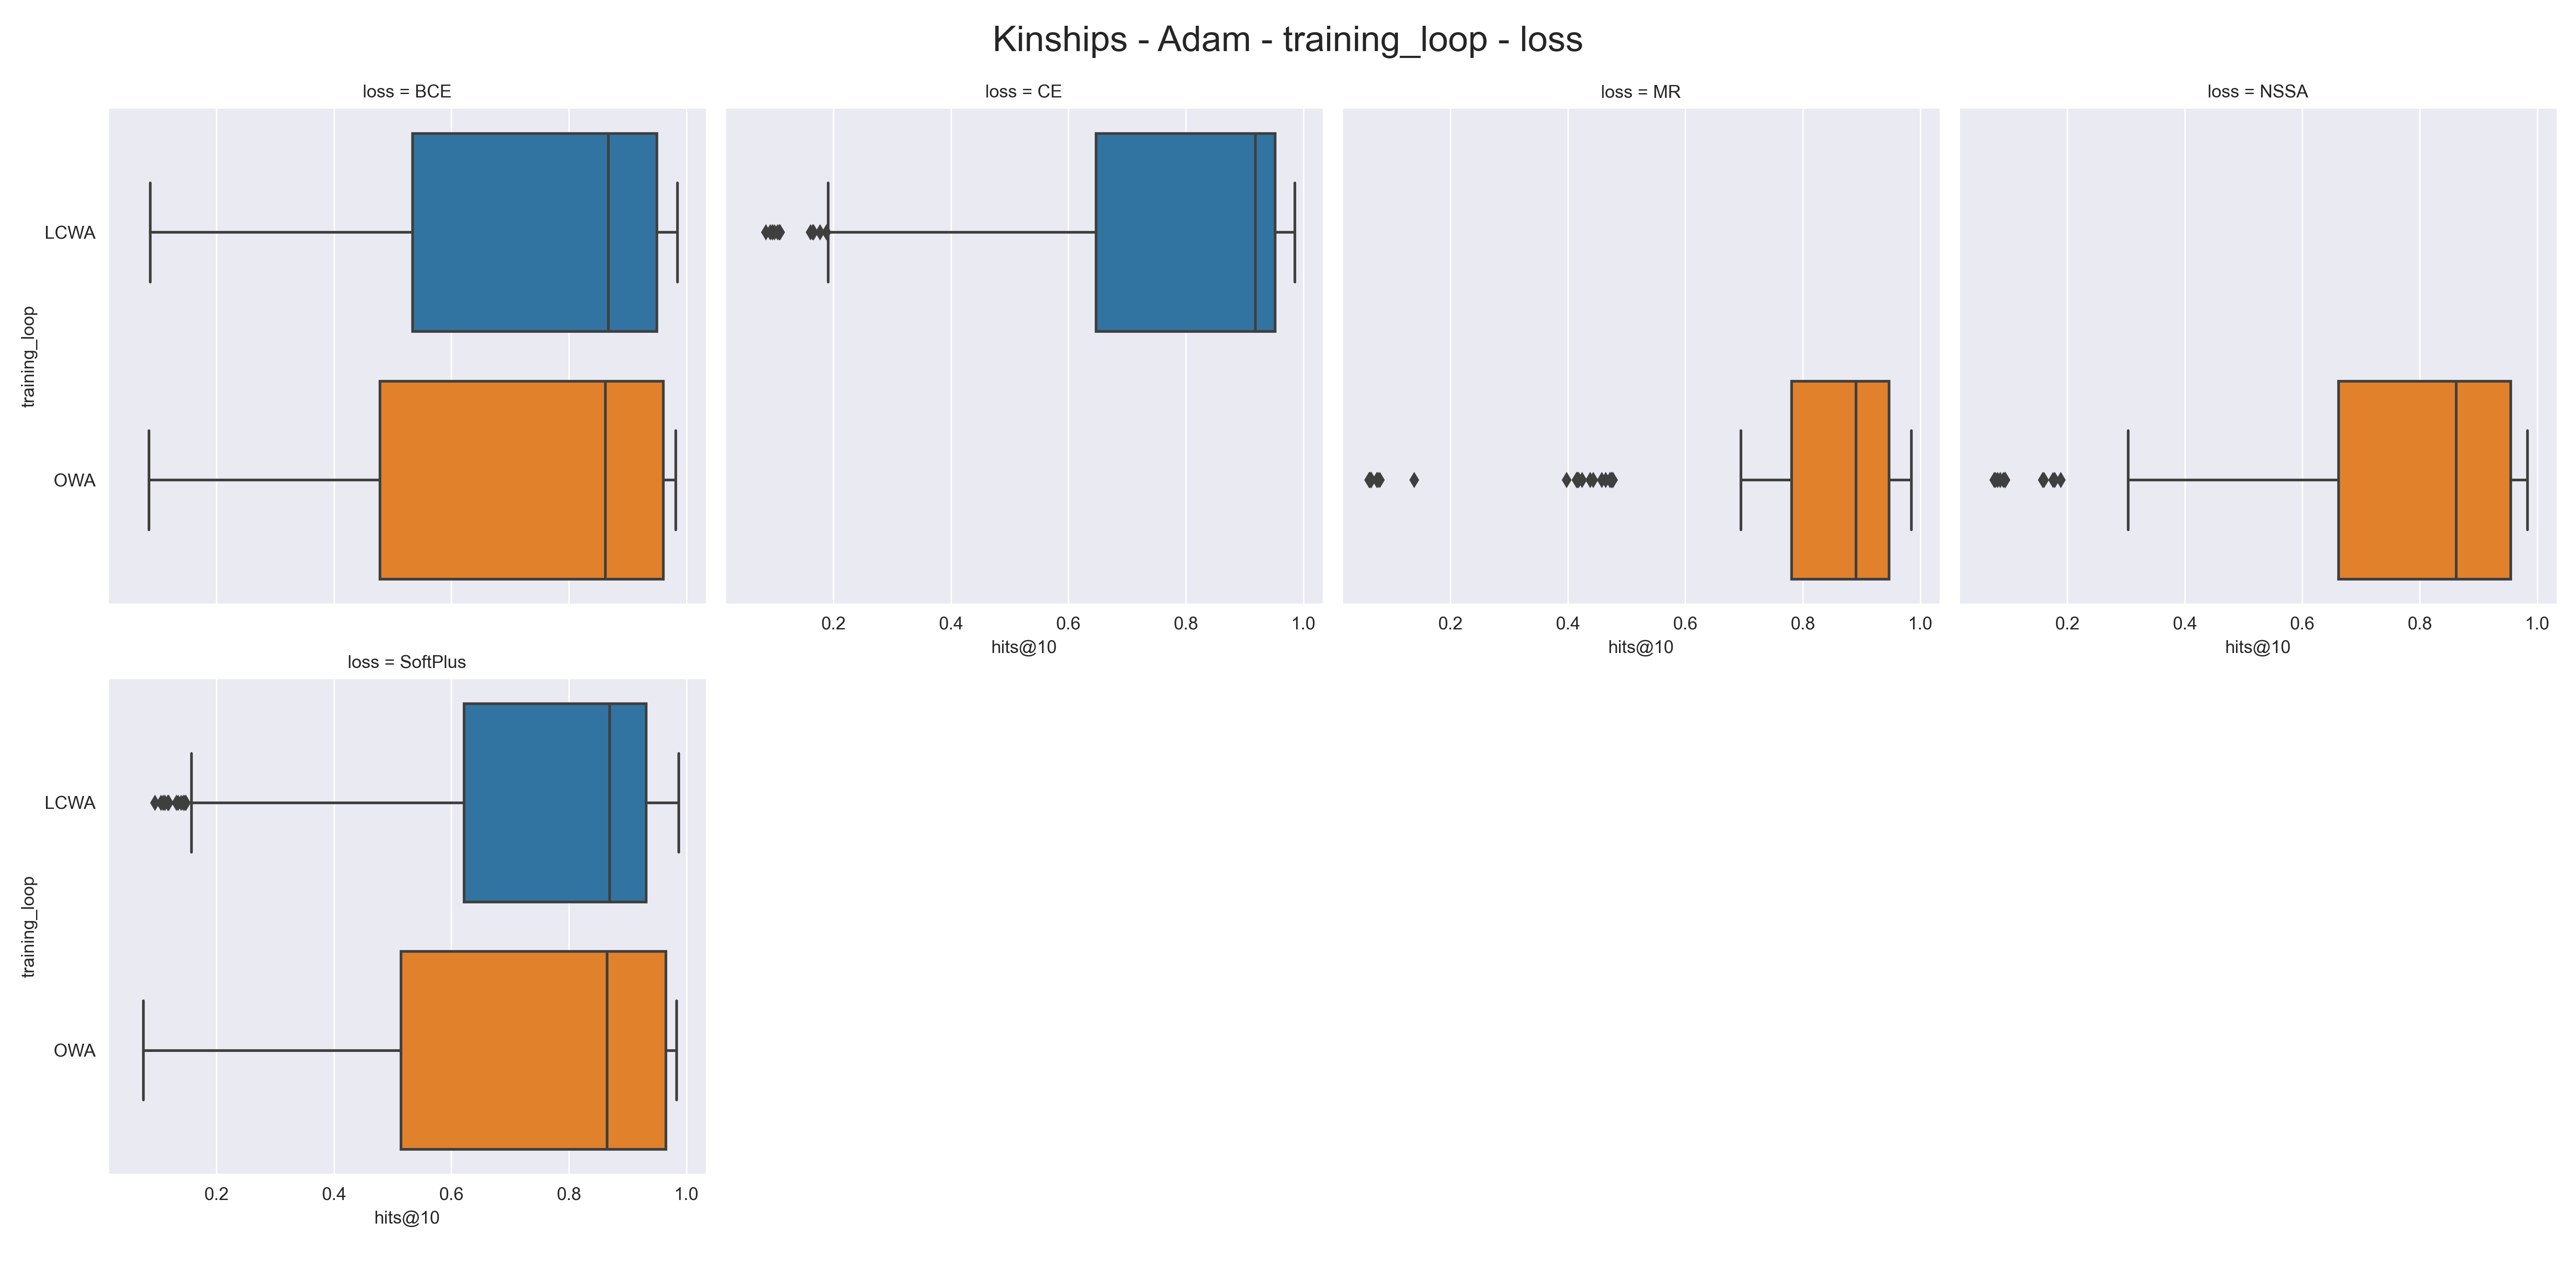 Kinships - Adam - training_loop - loss
loss = BCE
loss = CE
loss = MR
loss = NSSA
training_loop
LCWA
OWA
0.2 0.4 0.6 0.8 1.0
hits@10
0.2 0.4 0.6 0.8 1.0
hits@10
0.2 0.4 0.6 0.8 1.0
hits@10
loss = SoftPlus
training_loop
LCWA
OWA
0.2 0.4 0.6 0.8 1.0
hits@10